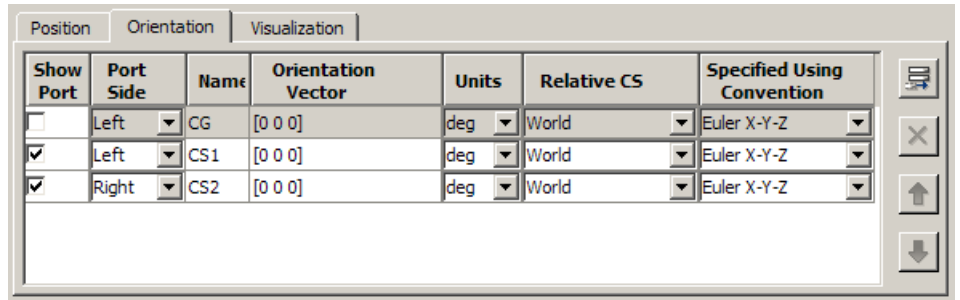 Position Orientation Visualization
Show Port Port Side Name Orientation Vector Units Relative CS Specified Using Convention
Left CG [0 0 0] deg World Euler X-Y-Z
Left CS1 [0 0 0] deg World Euler X-Y-Z
Right CS2 [0 0 0] deg World Euler X-Y-Z